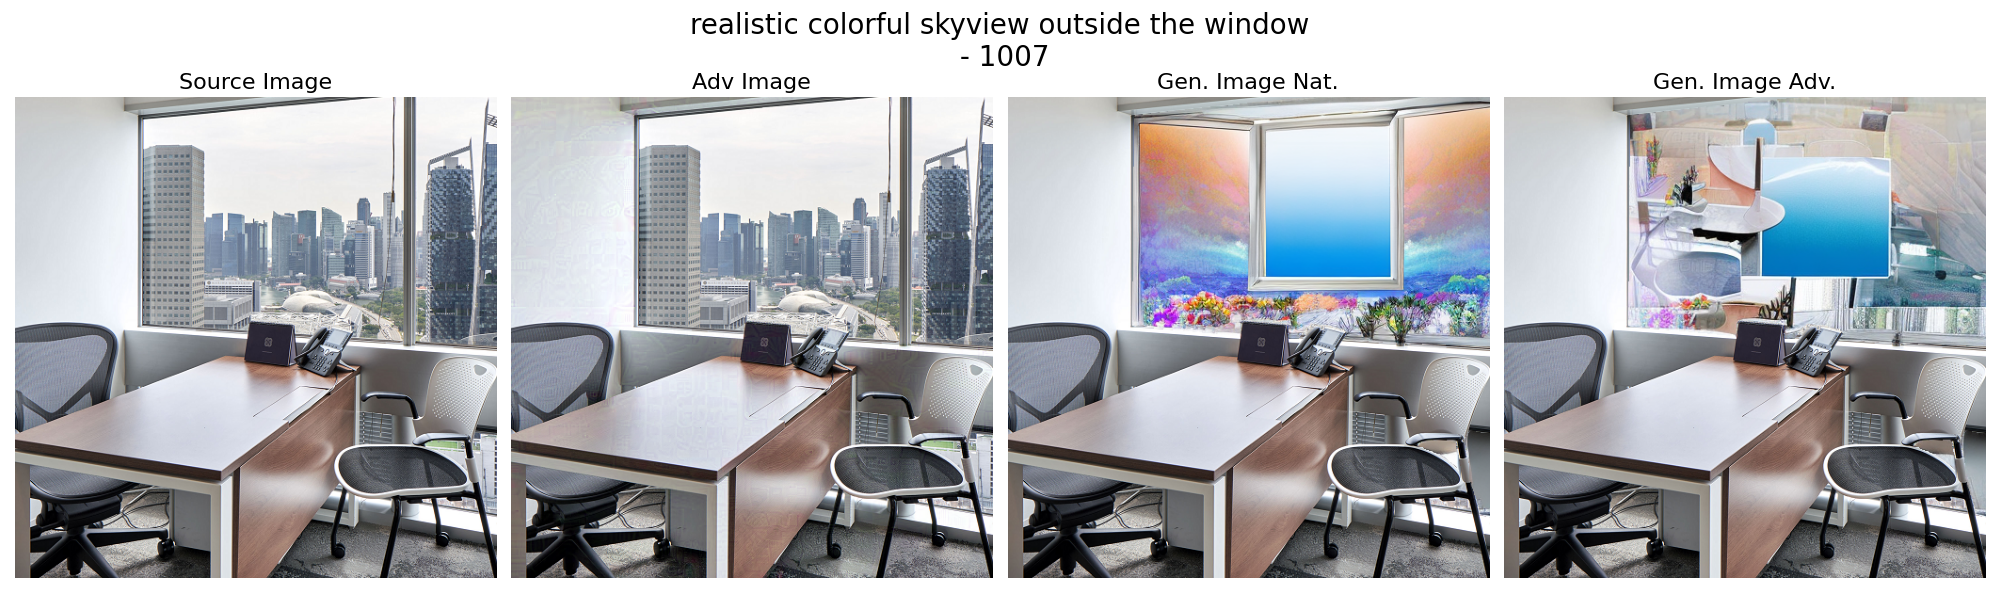 realistic colorful skyview outside the window
- 1007
Source Image
Adv Image
Gen. Image Nat.
Gen. Image Adv.